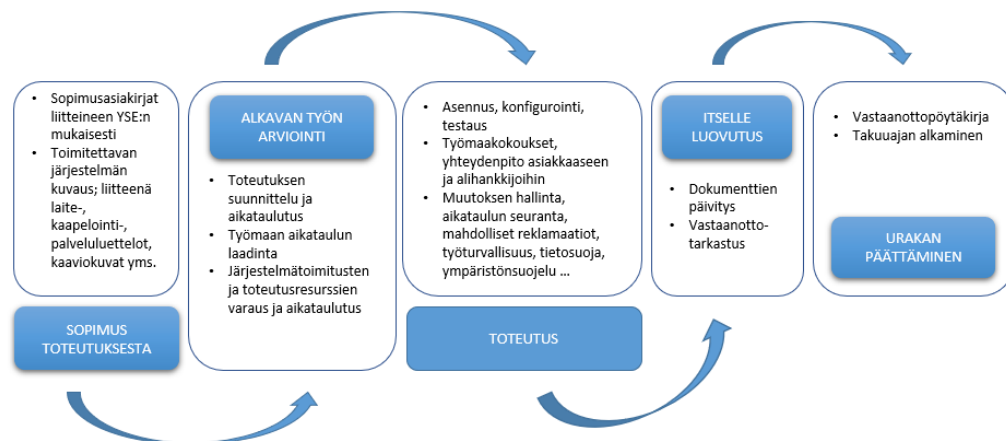 • Sopimusasiakirjat
liitteineen YSE:n
mukaisesti
• Toimitettavan
järjestelmän
kuvaus; liitteenä
laite-,
kaapelointi-,
palveluluettelot,
kaaviokuvat yms.
SOPIMUS
TOTEUTUKSESTA
ALKAVAN TYÖN
ARVIOINTI
• Toteutuksen
suunnittelu ja
aikataulutus
• Työmaan aikataulun
laadinta
• Järjestelmätoimitusten
ja toteutusresurssien
varaus ja aikataulutus
• Asennus, konfigurointi,
testaus
• Työmaakokoukset,
yhteydenpito asiakkaaseen
ja alihankkijoihin
• Muutoksen hallinta,
aikataulun seuranta,
mahdolliset reklamaatiot,
työturvallisuus, tietosuoja,
ympäristönsuojelu ...
TOTEUTUS
ITSELLE
LUOVUTUS
• Dokumenttien
päivitys
• Vastaanotto-
tarkastus
• Vastaanottopöytäkirja
• Takuuajan alkaminen
URAKAN
PÄÄTTÄMINEN